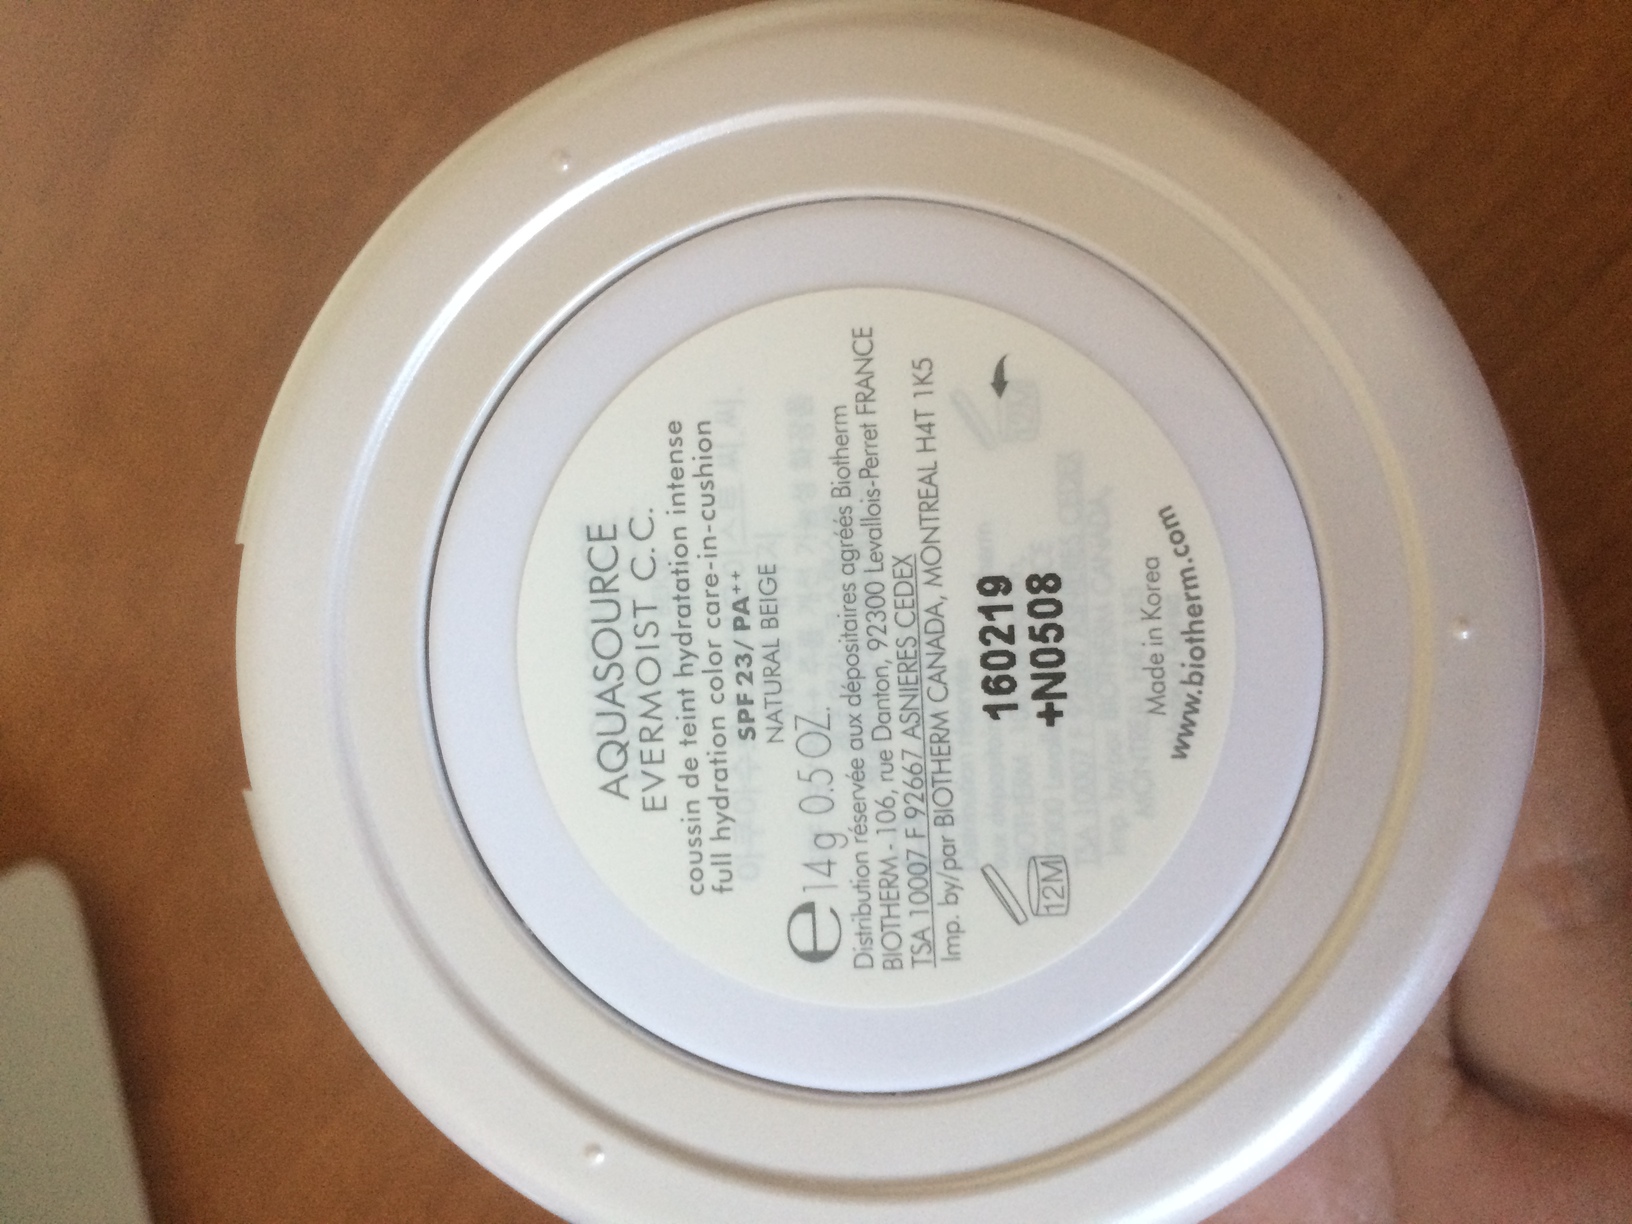 AQUASOURCE
EVERMOIST C.C.
coussin de teint hydratation intense
full hydration color care-in-cushion
SPF 23/ PA++
NATURAL BEIGE
e 14g 0.5 OZ.
Distribution réservée aux dépositaires agréés Biotherm
BIOTHERM - 106, rue Danton, 92300 Levallois-Perret FRANCE
TSA 10007 F 92667 ASNIERES CEDEX
Imp. by/par BIOTHERM CANADA, MONTREAL H4T 1K5
12M
160219
+N0508
Made in Korea
www.biotherm.com